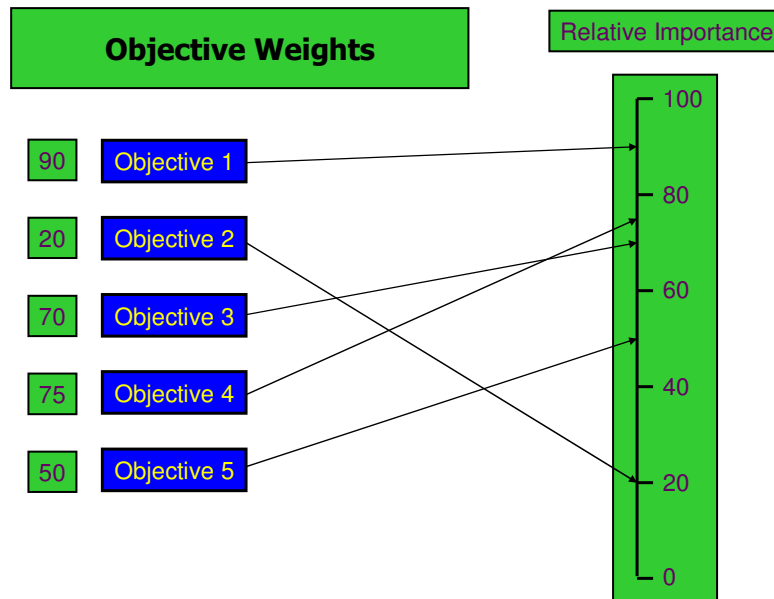 Objective Weights
Relative Importance
90 Objective 1
20 Objective 2
70 Objective 3
75 Objective 4
50 Objective 5
100
80
60
40
20
0